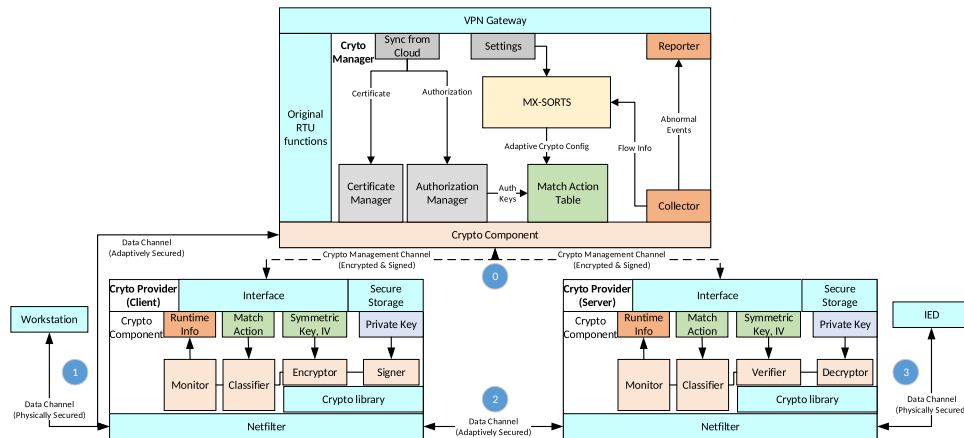 VPN Gateway
Cryto
Manager
Sync from
Cloud
Settings
Reporter
Original
RTU
functions
Certificate
Authorization
MX-SORTS
Abnormal
Events
Adaptive Crypto Config
Flow Info
Certificate
Manager
Authorization
Manager
Auth
Keys
Match Action
Table
Collector
Crypto Component
Data Channel
(Adaptively Secured)
Crypto Management Channel
(Encrypted & Signed)
Crypto Management Channel
(Encrypted & Signed)
0
Cryto Provider
(Client)
Interface
Secure
Storage
Crypto
Component
Runtime
Info
Match
Action
Symmetric
Key, IV
Private Key
Monitor
Classifier
Encryptor
Signer
Crypto library
Netfilter
Workstation
1
Data Channel
(Physically Secured)
2
Data Channel
(Adaptively Secured)
Cryto Provider
(Server)
Interface
Secure
Storage
Crypto
Component
Runtime
Info
Match
Action
Symmetric
Key, IV
Private Key
Monitor
Classifier
Verifier
Decryptor
Crypto library
Netfilter
IED
3
Data Channel
(Physically Secured)